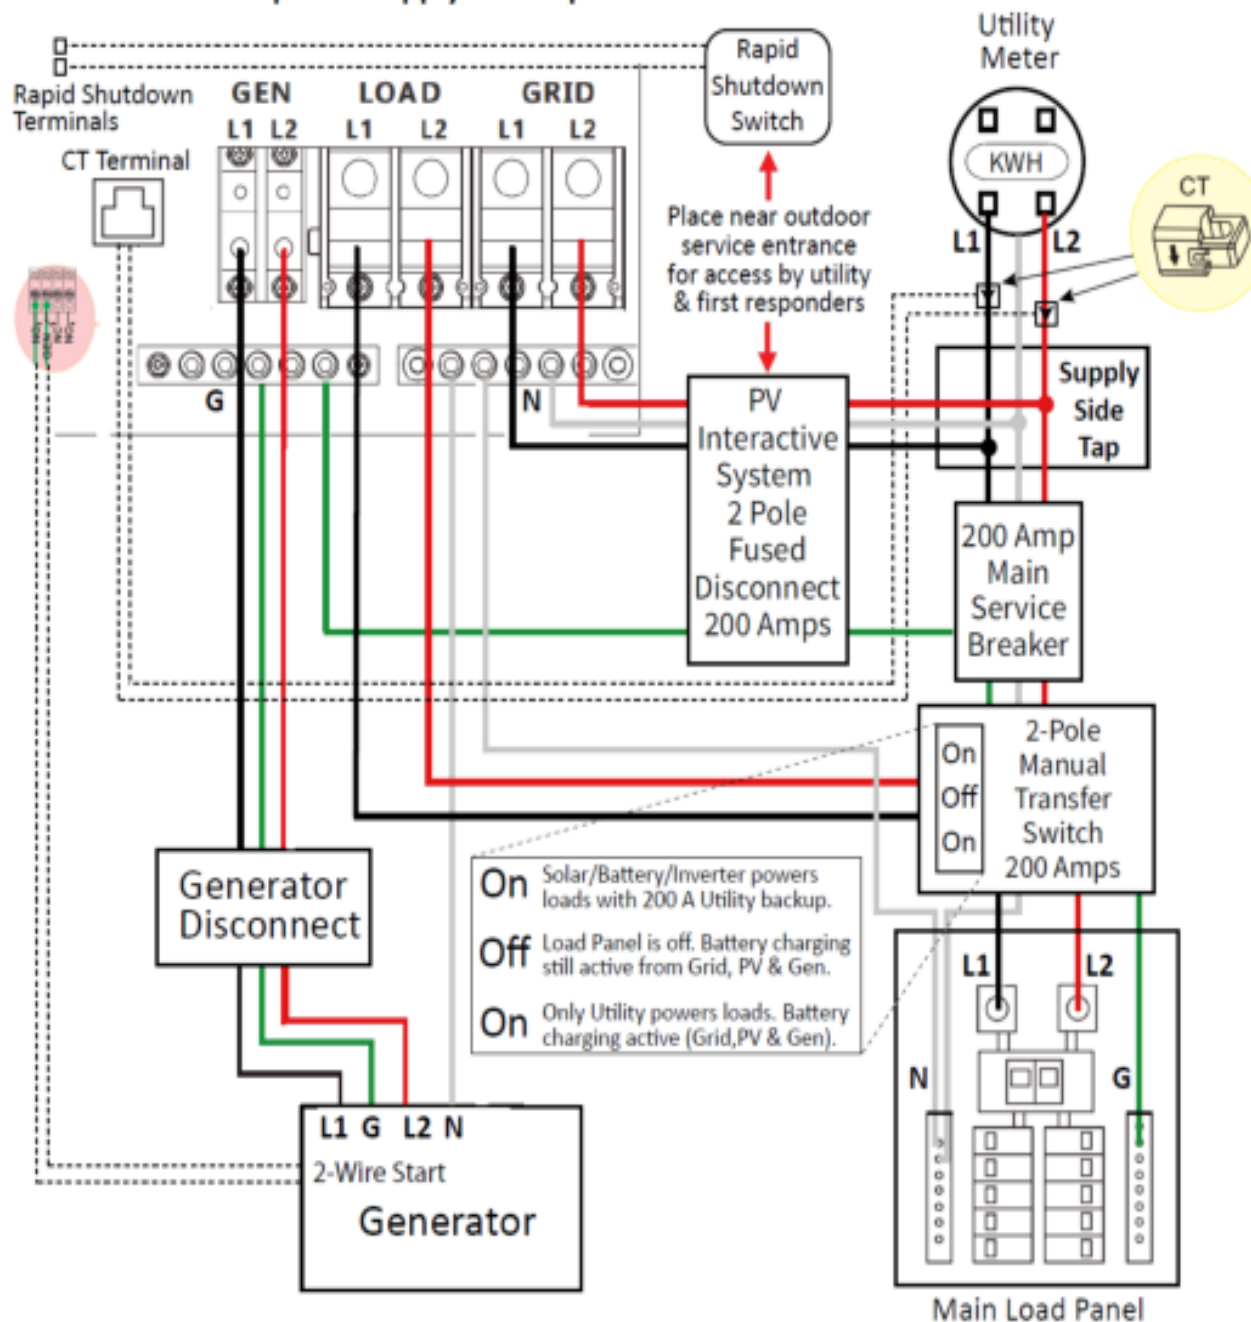 Rapid Shutdown
Terminals
CT Terminal
GEN
LOAD
GRID
L1 L2
L1
L2
L1
L2
Rapid
Shutdown
Switch
Utility
Meter
KWH
CT
L1
L2
Place near outdoor
service entrance
for access by utility
& first responders
G
N
PV
Interactive
System
2 Pole
Fused
Disconnect
200 Amps
Supply
Side
Tap
200 Amp
Main
Service
Breaker
On
Off
On
2-Pole
Manual
Transfer
Switch
200 Amps
Generator
Disconnect
On Solar/Battery/Inverter powers
loads with 200 A Utility backup.
Off Load Panel is off. Battery charging
still active from Grid, PV & Gen.
On Only Utility powers loads. Battery
charging active (Grid,PV & Gen).
L1
L2
N
G
L1 G L2 N
2-Wire Start
Generator
Main Load Panel